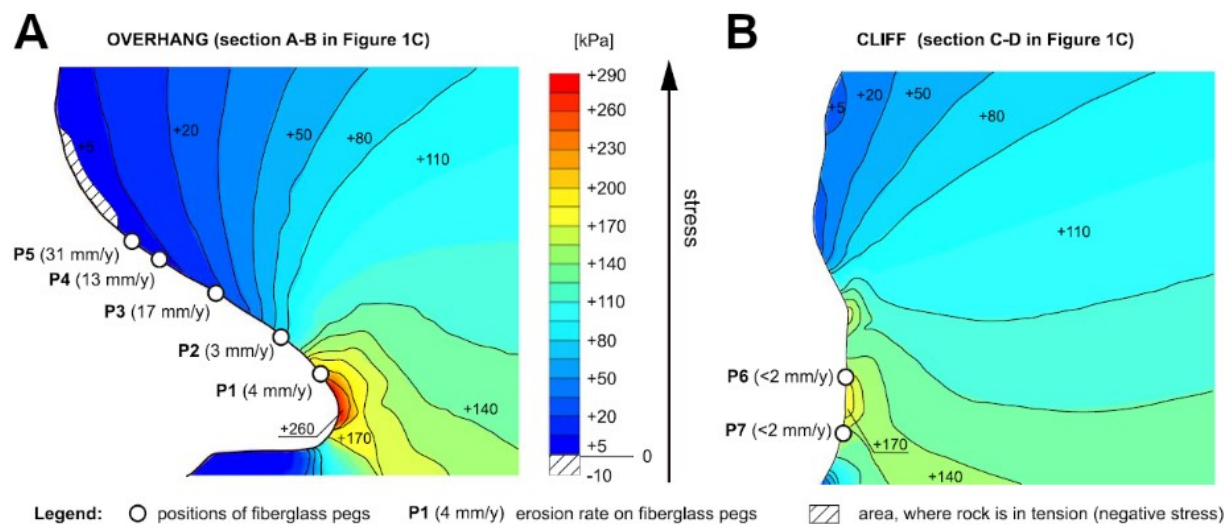 A
OVERHANG (section A-B in Figure 1C)
+5
+20
+50
+80
+110
P5 (31 mm/y)
P4 (13 mm/y)
P3 (17 mm/y)
P2 (3 mm/y)
P1 (4 mm/y)
+260
+170
+140
[kPa]
+290
+260
+230
+200
+170
+140
+110
+80
+50
+20
+5
0
-10
stress
B
CLIFF (section C-D in Figure 1C)
+5
+20
+50
+80
+110
P6 (<2 mm/y)
P7 (<2 mm/y)
+170
+140
Legend: positions of fiberglass pegs P1 (4 mm/y) erosion rate on fiberglass pegs area, where rock is in tension (negative stress)